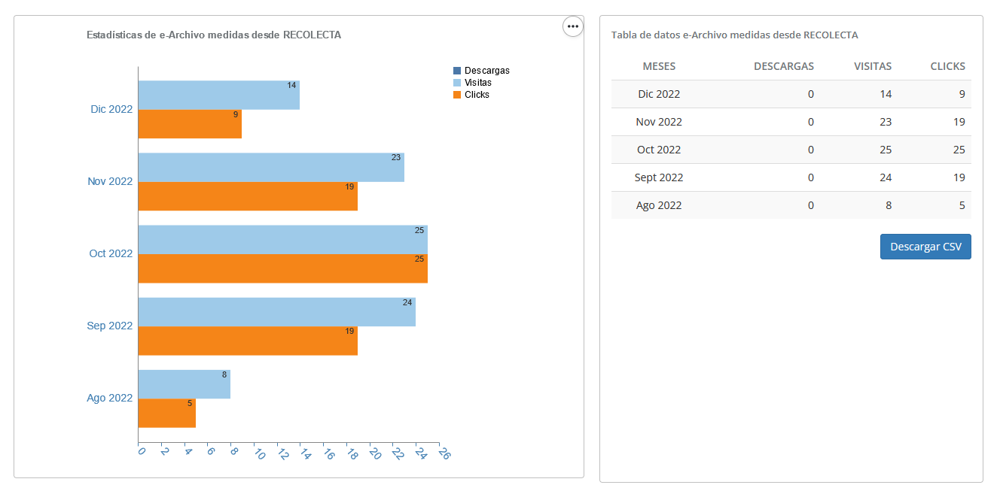 Estadísticas de e-Archivo medidas desde RECOLECTA
•••
Descargas
Visitas
Clicks
Dic 2022
14
9
Nov 2022
23
19
Oct 2022
25
25
Sep 2022
24
19
Ago 2022
8
5
0 2 4 6 8 10 12 14 16 18 20 22 24 26
Tabla de datos e-Archivo medidas desde RECOLECTA
MESES DESCARGAS VISITAS CLICKS
Dic 2022 0 14 9
Nov 2022 0 23 19
Oct 2022 0 25 25
Sept 2022 0 24 19
Ago 2022 0 8 5
Descargar CSV